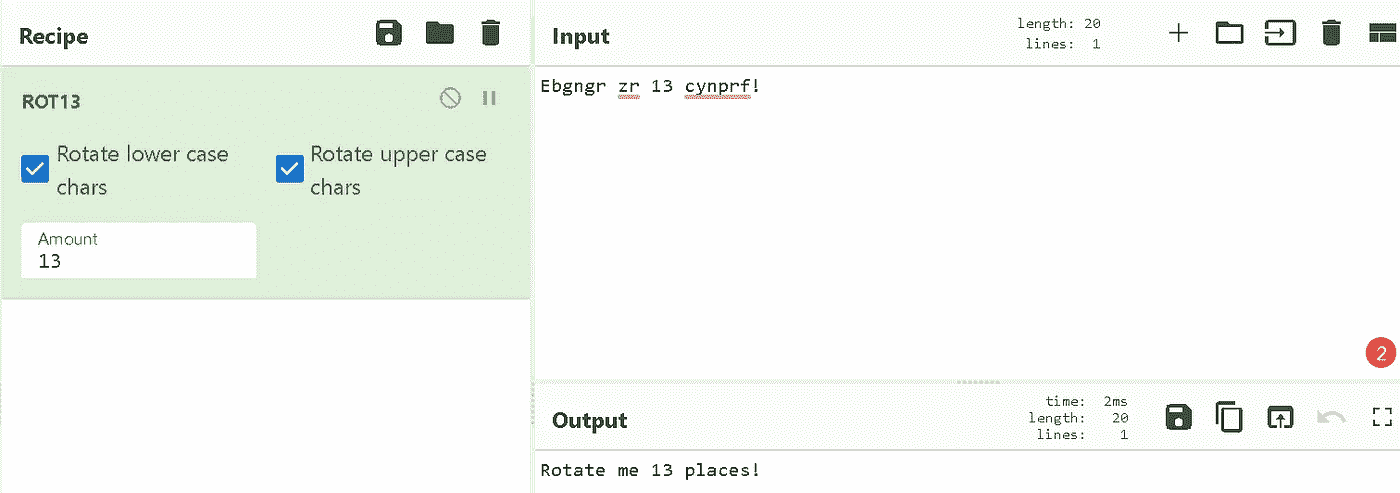 Recipe
ROT13
Rotate lower case
chars
Rotate upper case
chars
Amount
13
Input
length: 20
lines: 1
Ebgngr zr 13 cynprf!
2
Output
time: 2ms
length: 20
lines: 1
Rotate me 13 places!